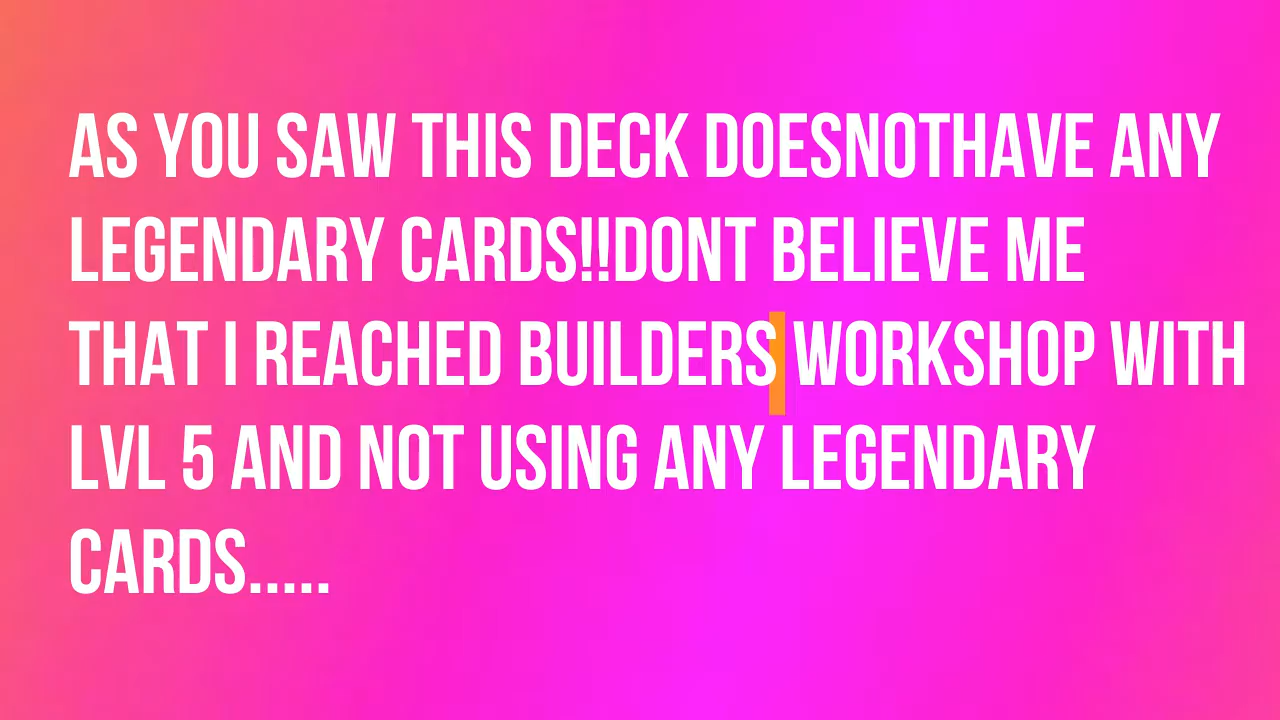 AS YOU SAW THIS DECK DOESNOTHAVE ANY
LEGENDARY CARDS!!DONT BELIEVE ME
THAT I REACHED BUILDERS WORKSHOP WITH
LVL 5 AND NOT USING ANY LEGENDARY
CARDS.....